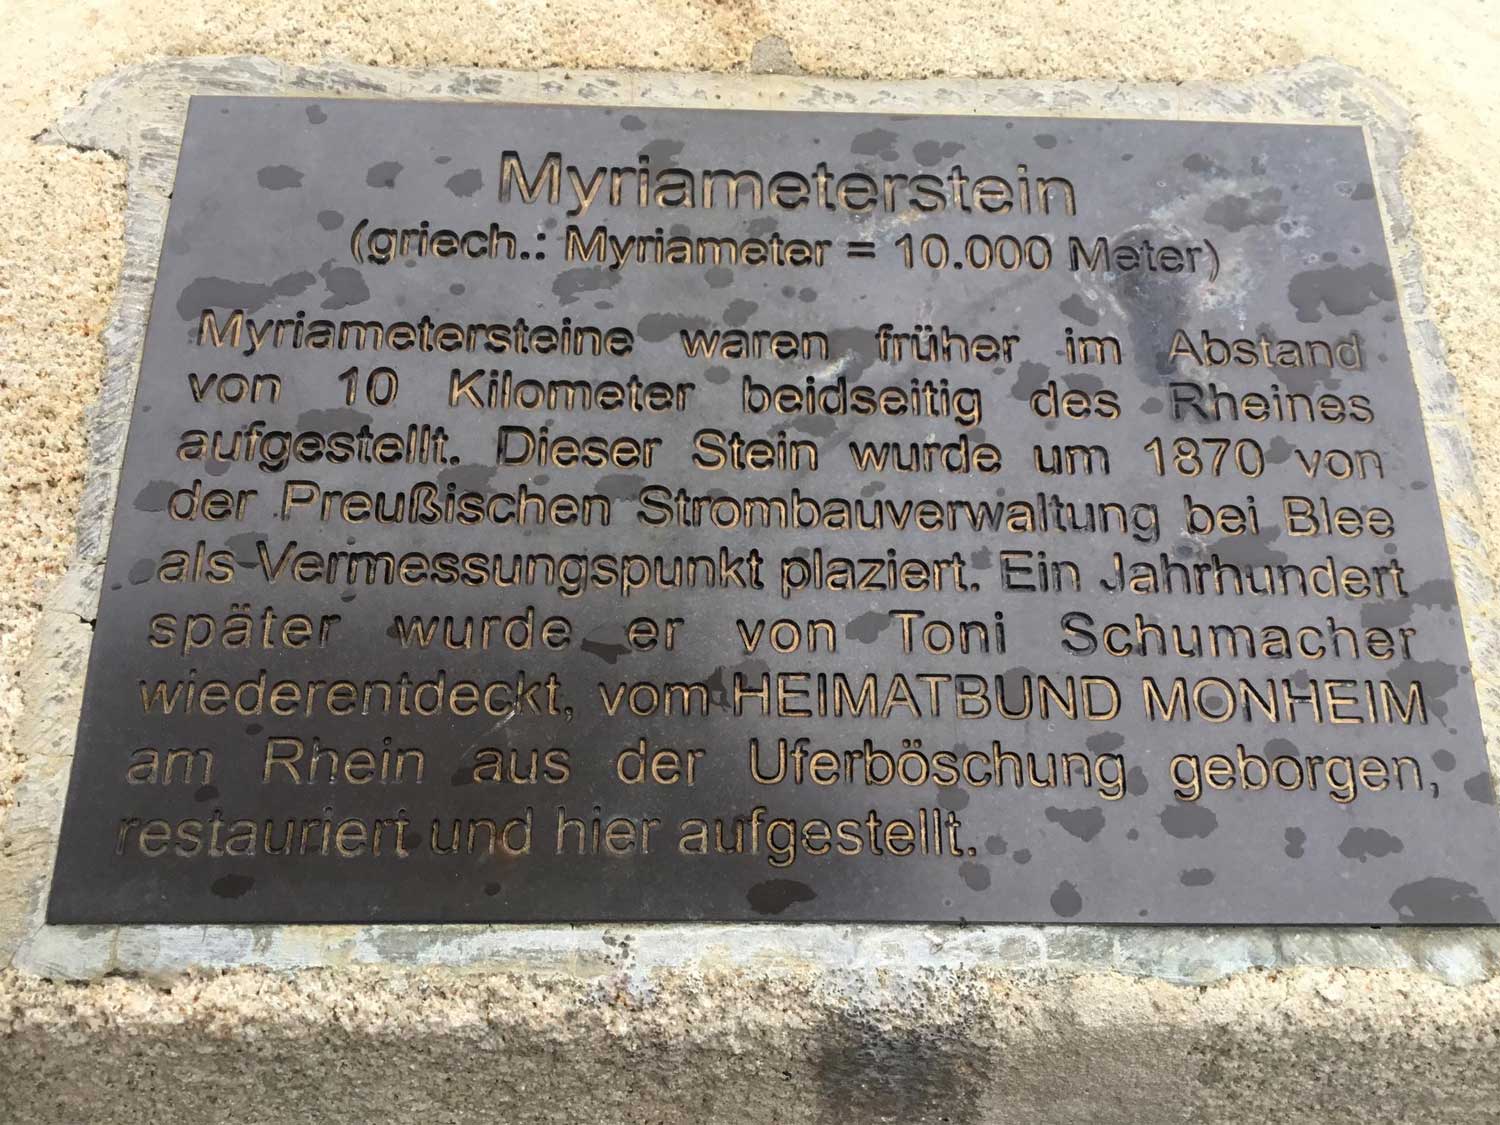 Myriameterstein
(griech.: Myriameter = 10.000 Meter)
Myriametersteine waren früher im Abstand
von 10 Kilometer beidseitig des Rheines
aufgestellt. Dieser Stein wurde um 1870 von
der Preußischen Strombauverwaltung bei Blee
als Vermessungspunkt plaziert. Ein Jahrhundert
später wurde er von Toni Schumacher
wiederentdeckt, vom HEIMATBUND MONHEIM
am Rhein aus der Uferböschung geborgen,
restauriert und hier aufgestellt.